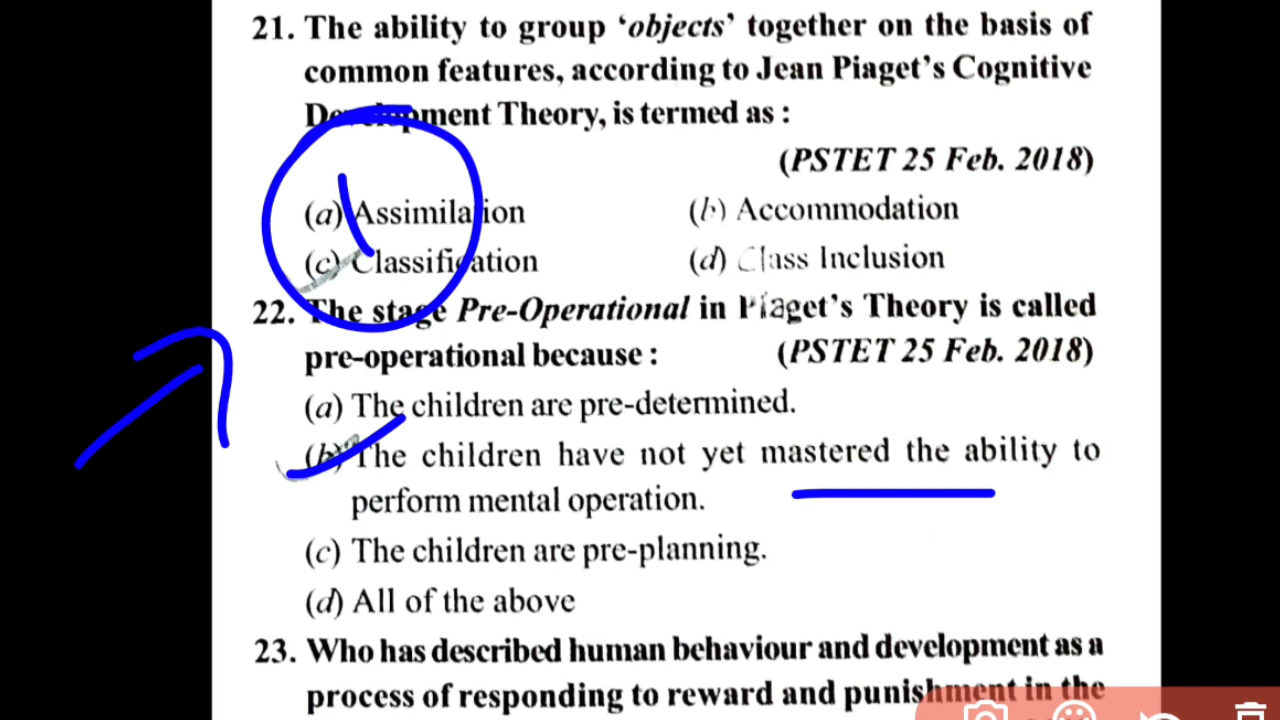 21. The ability to group ‘objects’ together on the basis of
common features, according to Jean Piaget’s Cognitive
Development Theory, is termed as :
(PSTET 25 Feb. 2018)
(a) Assimilation (b) Accommodation
(c) Classification (d) Class Inclusion
22. The stage Pre-Operational in Piaget’s Theory is called
pre-operational because : (PSTET 25 Feb. 2018)
(a) The children are pre-determined.
(b) The children have not yet mastered the ability to
perform mental operation.
(c) The children are pre-planning.
(d) All of the above
23. Who has described human behaviour and development as a
process of responding to reward and punishment in the